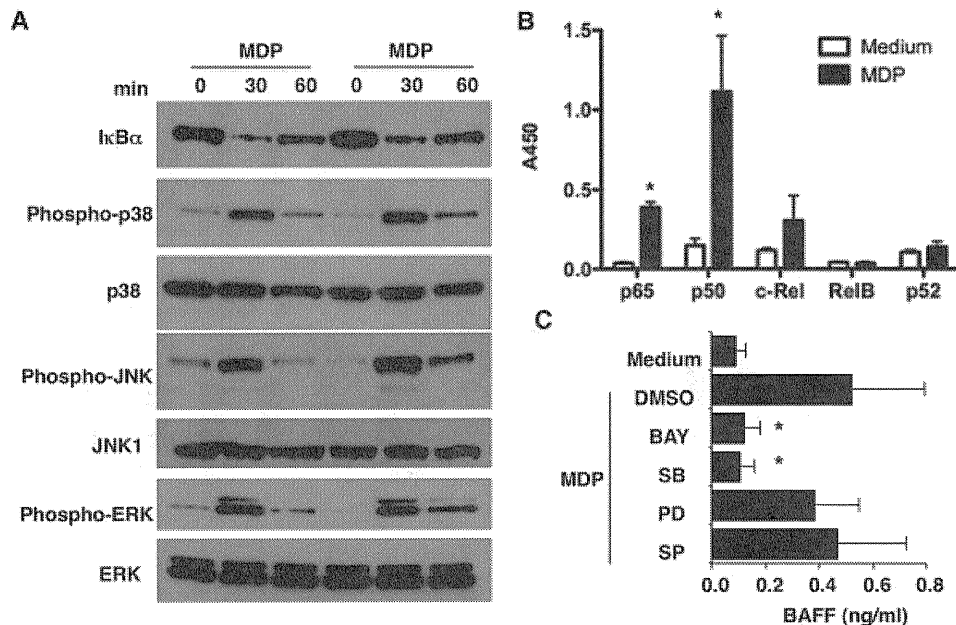 A
MDP MDP
min 0 30 60 0 30 60
IκBα
Phospho-p38
p38
Phospho-JNK
JNK1
Phospho-ERK
ERK
B
1.5
1.0
0.5
0.0
A450
Medium
MDP
*
*
p65 p50 c-Rel RelB p52
C
Medium
DMSO
BAY *
SB *
PD
SP
MDP
0.0 0.2 0.4 0.6 0.8
BAFF (ng/ml)